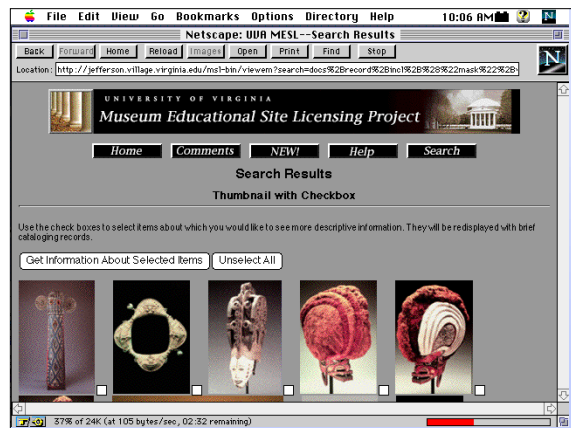 File Edit View Go Bookmarks Options Directory Help 10:06 AM
Netscape: UVA MESL--Search Results
Back Forward Home Reload Images Open Print Find Stop
Location: http://jefferson.village.virginia.edu/msl-bin/viewem?search=docs%2Brecord%2Bincl%2B%28%22mask%22%2B
N
UNIVERSITY OF VIRGINIA
Museum Educational Site Licensing Project
Home Comments NEW! Help Search
Search Results
Thumbnail with Checkbox
Use the check boxes to select items about which you would like to see more descriptive information. They will be redisplayed with brief
cataloging records.
Get Information About Selected Items Unselect All
37% of 24K (at 105 bytes/sec, 02:32 remaining)